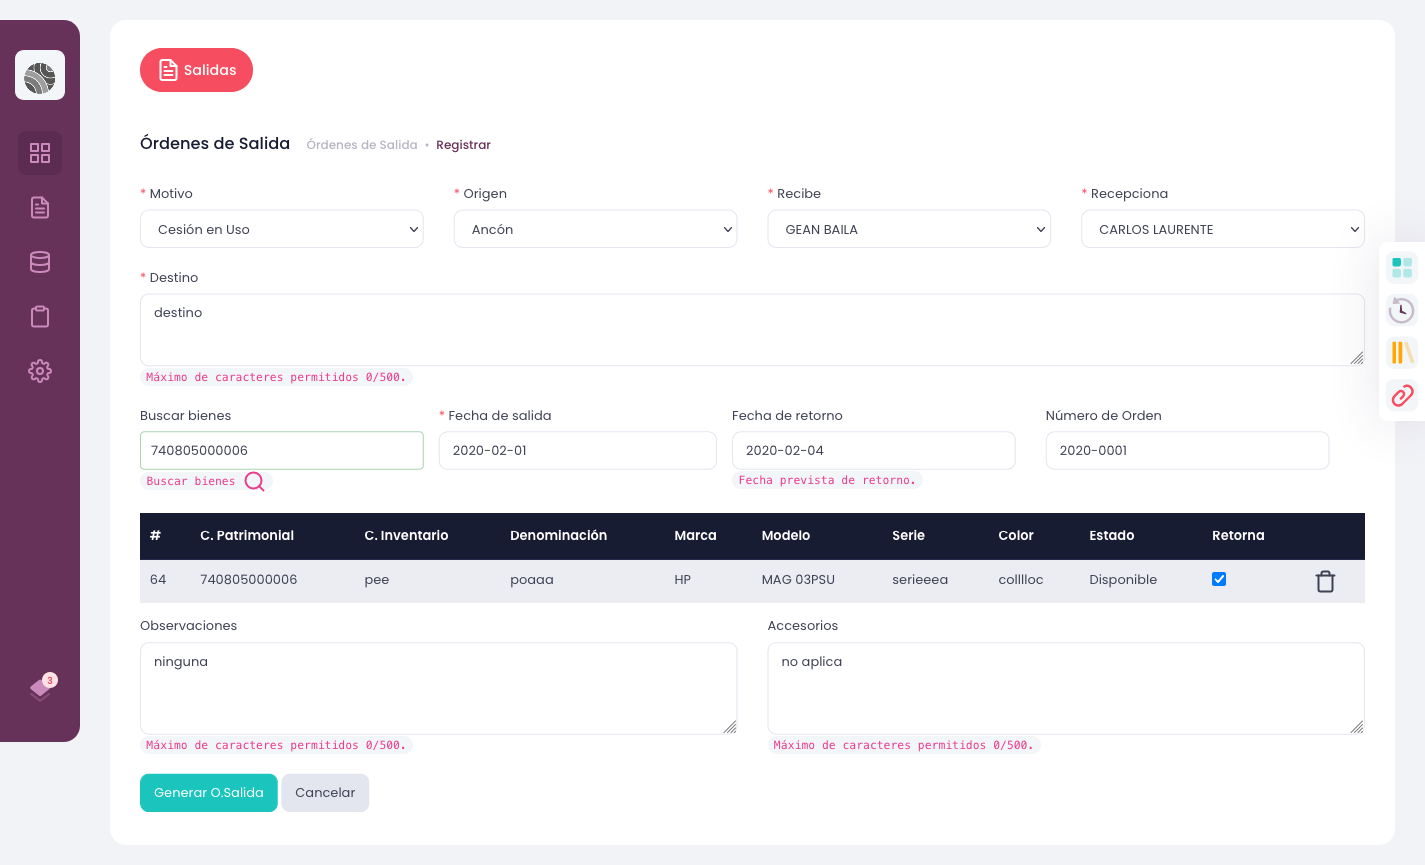 Salidas
Órdenes de Salida Órdenes de Salida • Registrar
* Motivo * Origen * Recibe * Recepciona
Cesión en Uso Ancón GEAN BAILA CARLOS LAURENTE
* Destino
destino
Máximo de caracteres permitidos 0/500.
Buscar bienes * Fecha de salida Fecha de retorno Número de Orden
740805000006 2020-02-01 2020-02-04 2020-0001
Buscar bienes Fecha prevista de retorno.
# C. Patrimonial C. Inventario Denominación Marca Modelo Serie Color Estado Retorna
64 740805000006 pee poaaa HP MAG 03PSU serieeea colllloc Disponible
Observaciones Accesorios
ninguna no aplica
3
Máximo de caracteres permitidos 0/500. Máximo de caracteres permitidos 0/500.
Generar O.Salida Cancelar